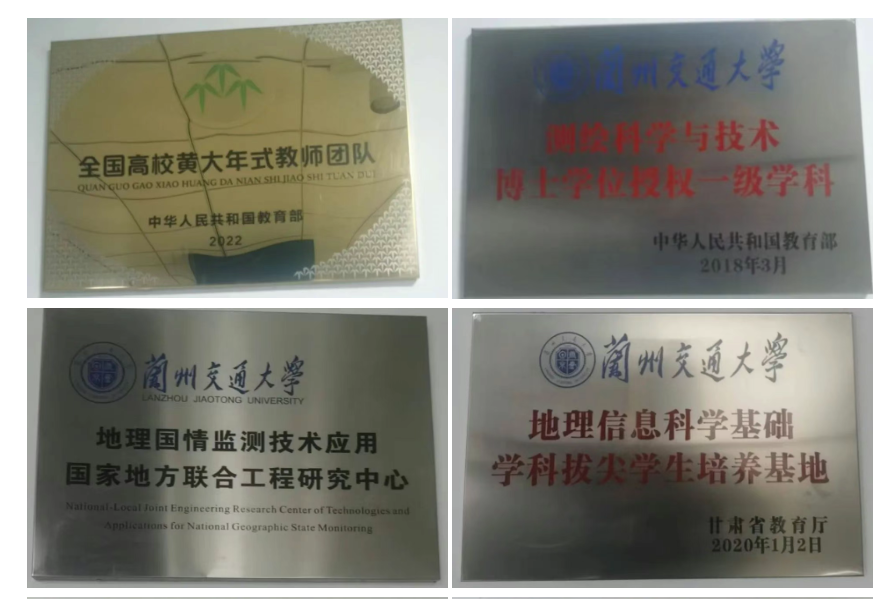 全国高校黄大年式教师团队
QUAN GUO GAO XIAO HUANG DA NIAN SHI JIAO SHI TUAN DUI
中华人民共和国教育部
2022
蘭州交通大學
测绘科学与技术
博士学位授权一级学科
中华人民共和国教育部
2018年3月
蘭州交通大學
LANZHOU JIAOTONG UNIVERSITY
地理国情监测技术应用
国家地方联合工程研究中心
National-Local Joint Engineering Research Center of Technologies and
Applications for National Geographic State Monitoring
蘭州交通大學
地理信息科学基础
学科拔尖学生培养基地
甘肃省教育厅
2020年1月2日